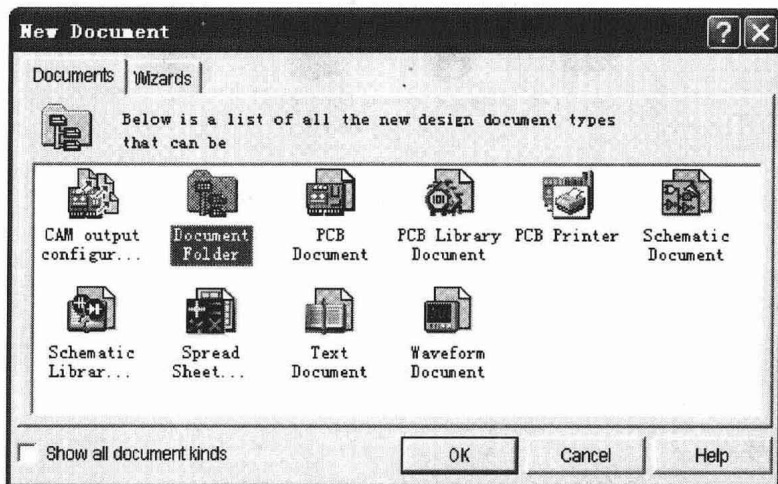 New Document
Documents
Wizards
Below is a list of all the new design document types
that can be
CAM output
configur...
Document
Folder
PCB
Document
PCB Library
Document
PCB Printer
Schematic
Document
Schematic
Librar...
Spread
Sheet...
Text
Document
Waveform
Document
Show all document kinds
OK
Cancel
Help